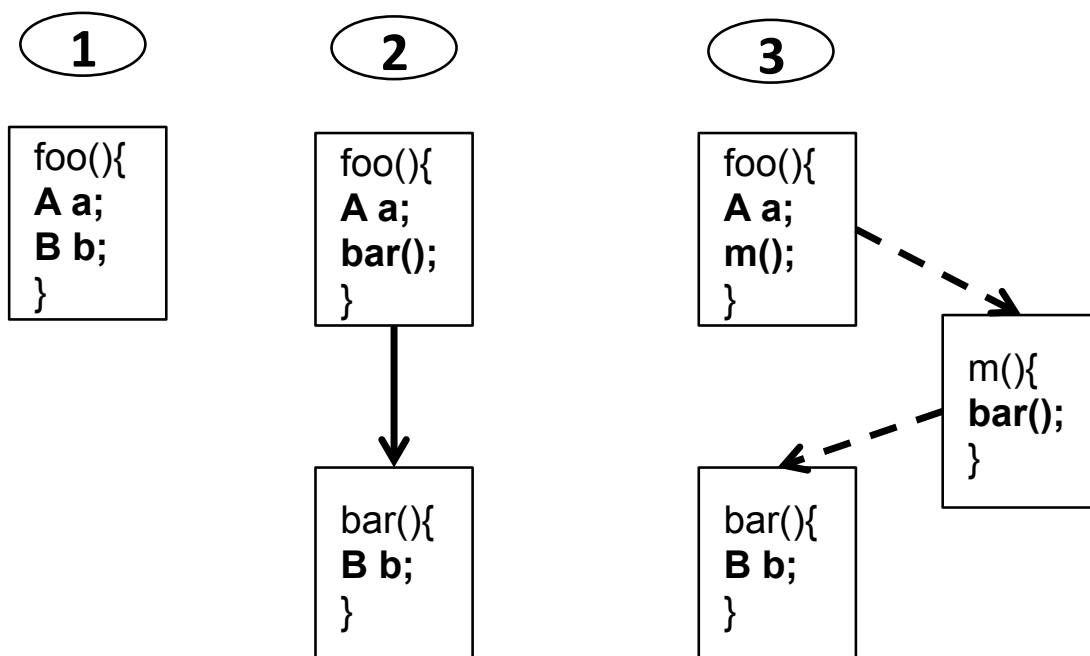 1
foo(){
A a;
B b;
}
2
foo(){
A a;
bar();
}
bar(){
B b;
}
3
foo(){
A a;
m();
}
m(){
bar();
}
bar(){
B b;
}